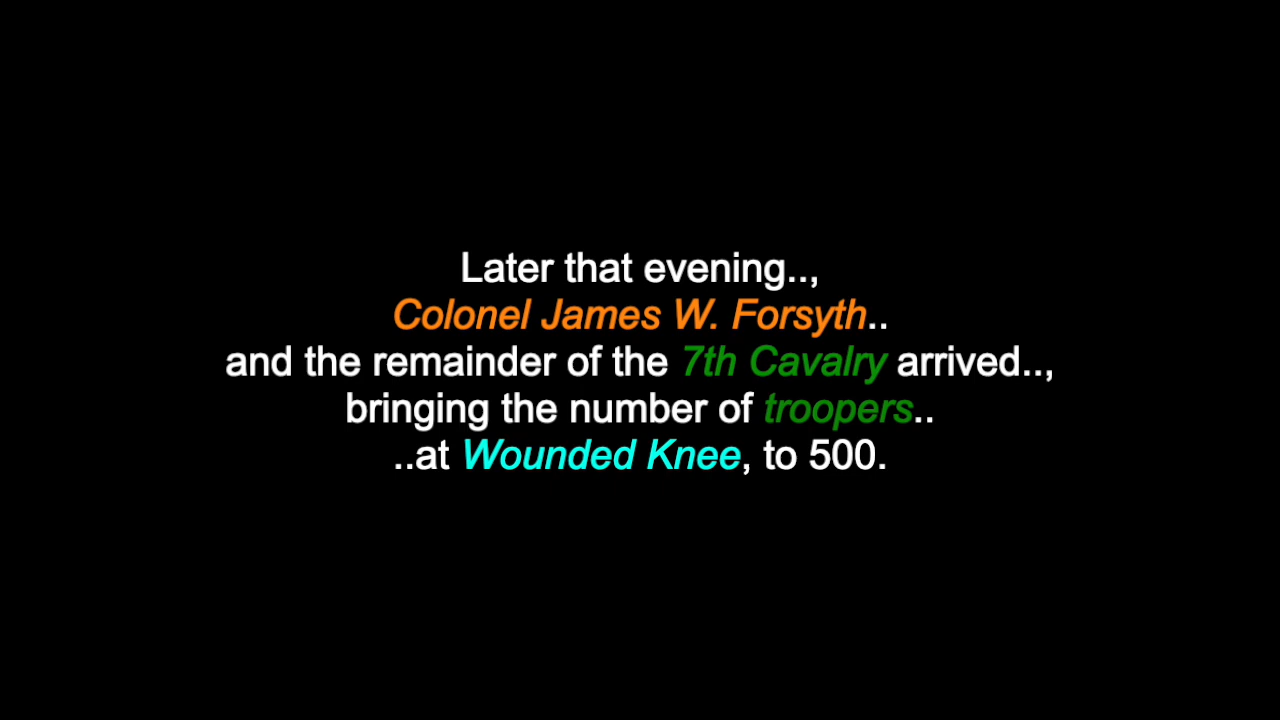 Later that evening..,
Colonel James W. Forsyth..
and the remainder of the 7th Cavalry arrived..,
bringing the number of troopers..
..at Wounded Knee, to 500.